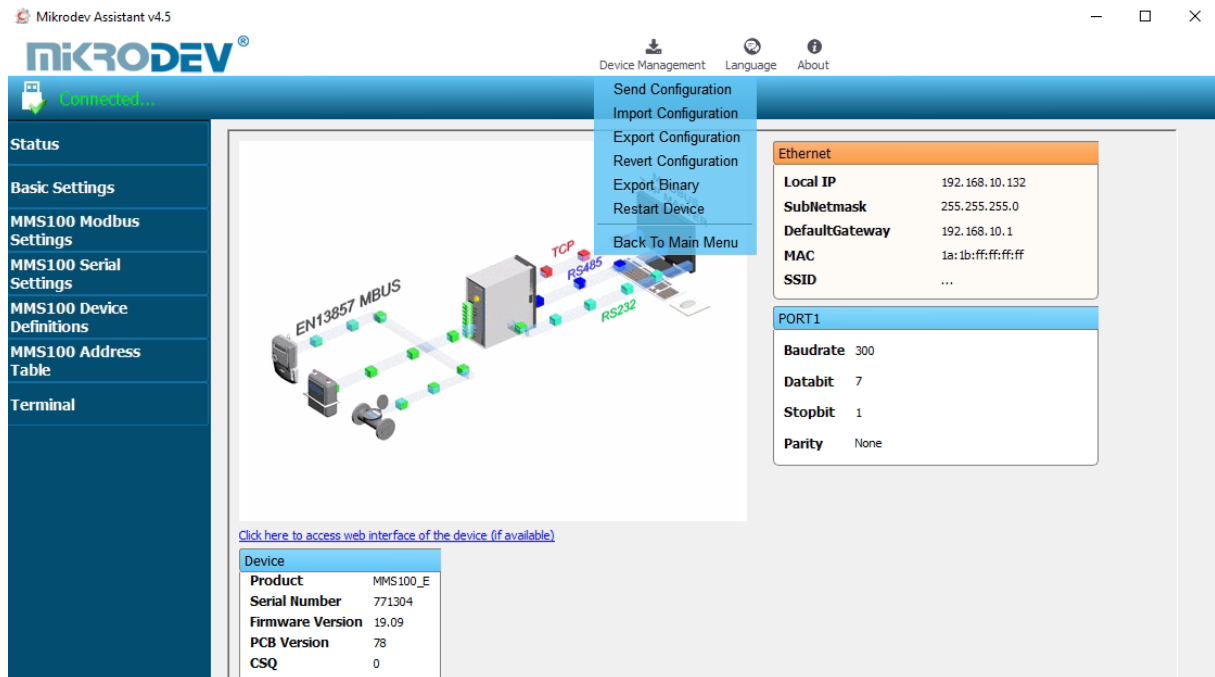 Mikrodev Assistant v4.5
MiKRODEV®
Device Management Language About
Connected...
Send Configuration
Import Configuration
Export Configuration
Revert Configuration
Export Binary
Restart Device
Back To Main Menu
Status
Basic Settings
MMS100 Modbus
Settings
MMS100 Serial
Settings
MMS100 Device
Definitions
MMS100 Address
Table
Terminal
TCP
RS485
RS232
EN13857 MBUS
Click here to access web interface of the device (if available)
Device
Product MMS100_E
Serial Number 771304
Firmware Version 19.09
PCB Version 78
CSQ 0
Ethernet
Local IP 192.168.10.132
SubNetmask 255.255.255.0
DefaultGateway 192.168.10.1
MAC 1a:1b:ff:ff:ff:ff
SSID ...
PORT1
Baudrate 300
Databit 7
Stopbit 1
Parity None